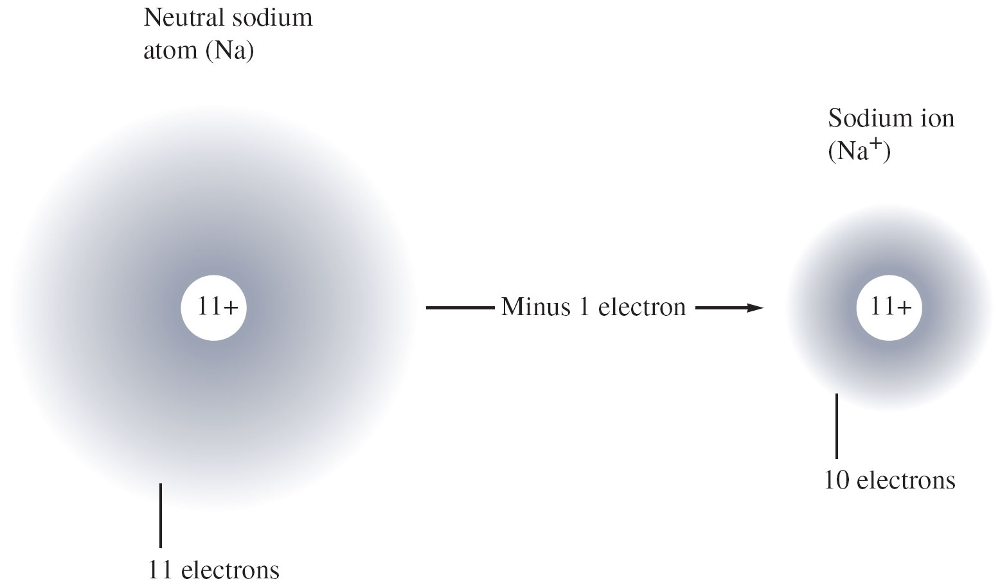 Neutral sodium
atom (Na)
Sodium ion
(Na⁺)
11+
Minus 1 electron
11+
10 electrons
11 electrons